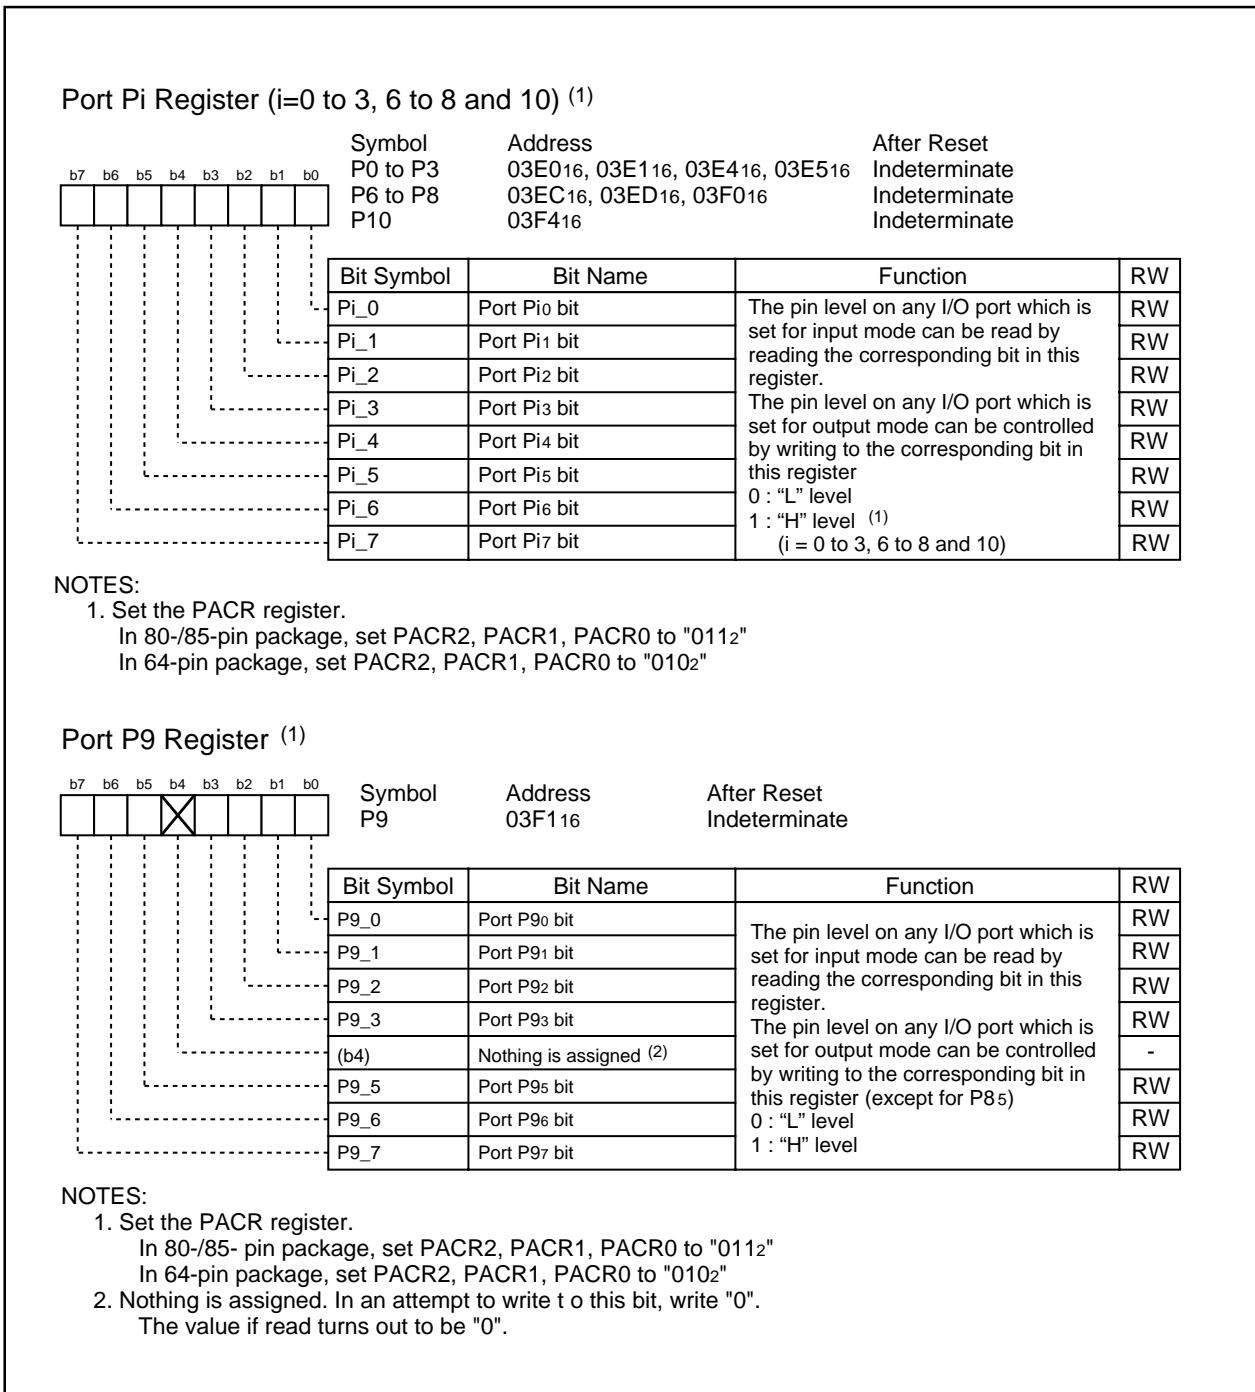 Port Pi Register (i=0 to 3, 6 to 8 and 10) (1)
Symbol Address After Reset
P0 to P3 03E016, 03E116, 03E416, 03E516 Indeterminate
P6 to P8 03EC16, 03ED16, 03F016 Indeterminate
P10 03F416 Indeterminate
b7 b6 b5 b4 b3 b2 b1 b0
Bit Symbol Bit Name Function RW
Pi_0 Port Pi0 bit RW
Pi_1 Port Pi1 bit RW
Pi_2 Port Pi2 bit RW
Pi_3 Port Pi3 bit RW
Pi_4 Port Pi4 bit RW
Pi_5 Port Pi5 bit RW
Pi_6 Port Pi6 bit RW
Pi_7 Port Pi7 bit RW
The pin level on any I/O port which is
set for input mode can be read by
reading the corresponding bit in this
register.
The pin level on any I/O port which is
set for output mode can be controlled
by writing to the corresponding bit in
this register
0 : “L” level
1 : “H” level (1)
(i = 0 to 3, 6 to 8 and 10)
NOTES:
1. Set the PACR register.
In 80-/85-pin package, set PACR2, PACR1, PACR0 to "0112"
In 64-pin package, set PACR2, PACR1, PACR0 to "0102"
Port P9 Register (1)
b7 b6 b5 b4 b3 b2 b1 b0
Symbol Address After Reset
P9 03F116 Indeterminate
Bit Symbol Bit Name Function RW
P9_0 Port P90 bit RW
P9_1 Port P91 bit RW
P9_2 Port P92 bit RW
P9_3 Port P93 bit RW
(b4) Nothing is assigned (2) -
P9_5 Port P95 bit RW
P9_6 Port P96 bit RW
P9_7 Port P97 bit RW
The pin level on any I/O port which is
set for input mode can be read by
reading the corresponding bit in this
register.
The pin level on any I/O port which is
set for output mode can be controlled
by writing to the corresponding bit in
this register (except for P85)
0 : “L” level
1 : “H” level
NOTES:
1. Set the PACR register.
In 80-/85- pin package, set PACR2, PACR1, PACR0 to "0112"
In 64-pin package, set PACR2, PACR1, PACR0 to "0102"
2. Nothing is assigned. In an attempt to write t o this bit, write "0".
The value if read turns out to be "0".